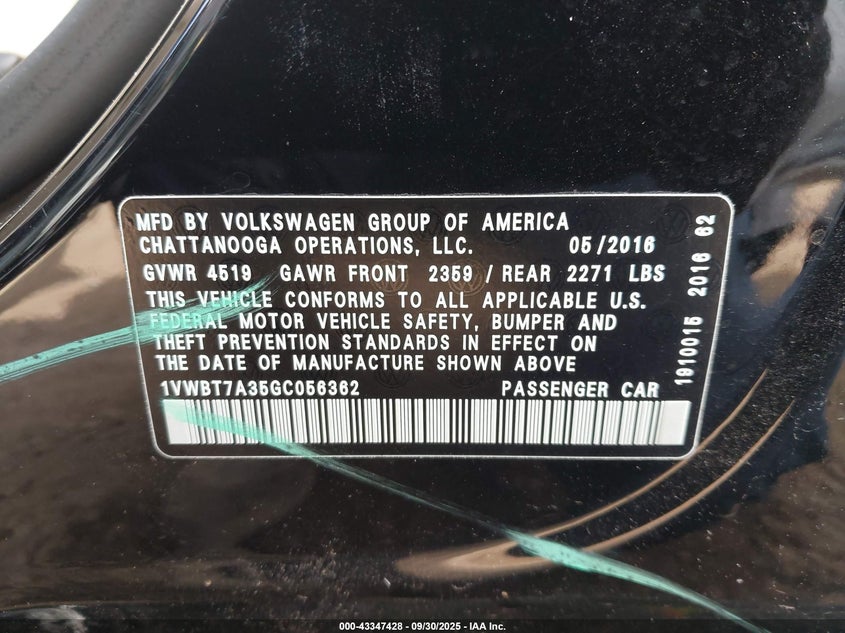 MFD BY VOLKSWAGEN GROUP OF AMERICA
CHATTANOOGA OPERATIONS, LLC. 05/2016
GVWR 4519 GAWR FRONT 2359 / REAR 2271 LBS
THIS VEHICLE CONFORMS TO ALL APPLICABLE U.S.
FEDERAL MOTOR VEHICLE SAFETY, BUMPER AND
THEFT PREVENTION STANDARDS IN EFFECT ON
THE DATE OF MANUFACTURE SHOWN ABOVE
1VWBT7A35GC056362 PASSENGER CAR
1910015 2016 62
000-43347428 - 09/30/2025 - IAA Inc.